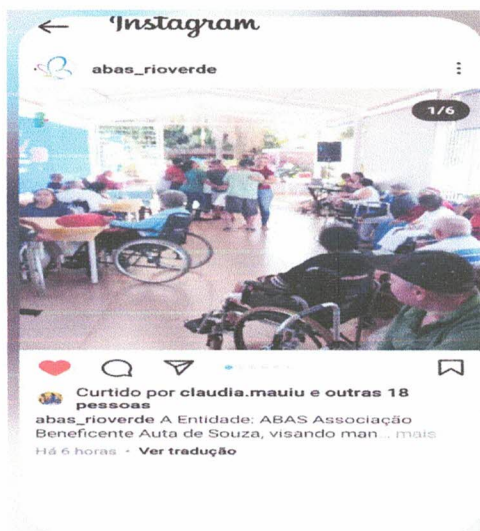 Instagram
abas_rioverde
1/6
Curtido por claudia.mauiu e outras 18
pessoas
abas_rioverde A Entidade: ABAS Associação
Beneficente Auta de Souza, visando man... mais
Há 6 horas · Ver tradução